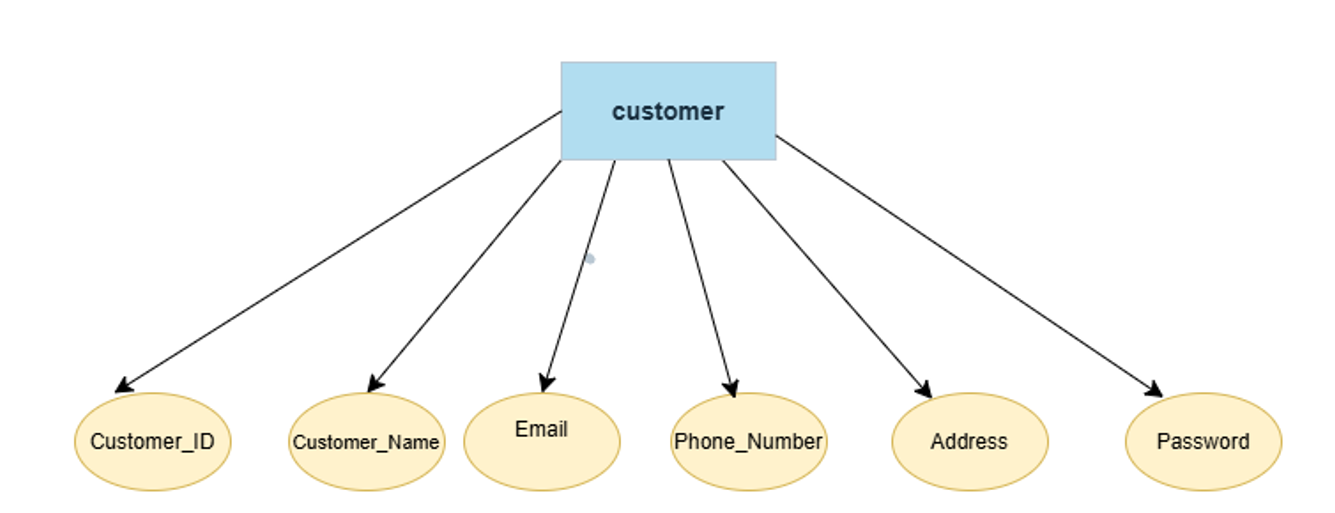 customer
Customer_ID
Customer_Name
Email
Phone_Number
Address
Password